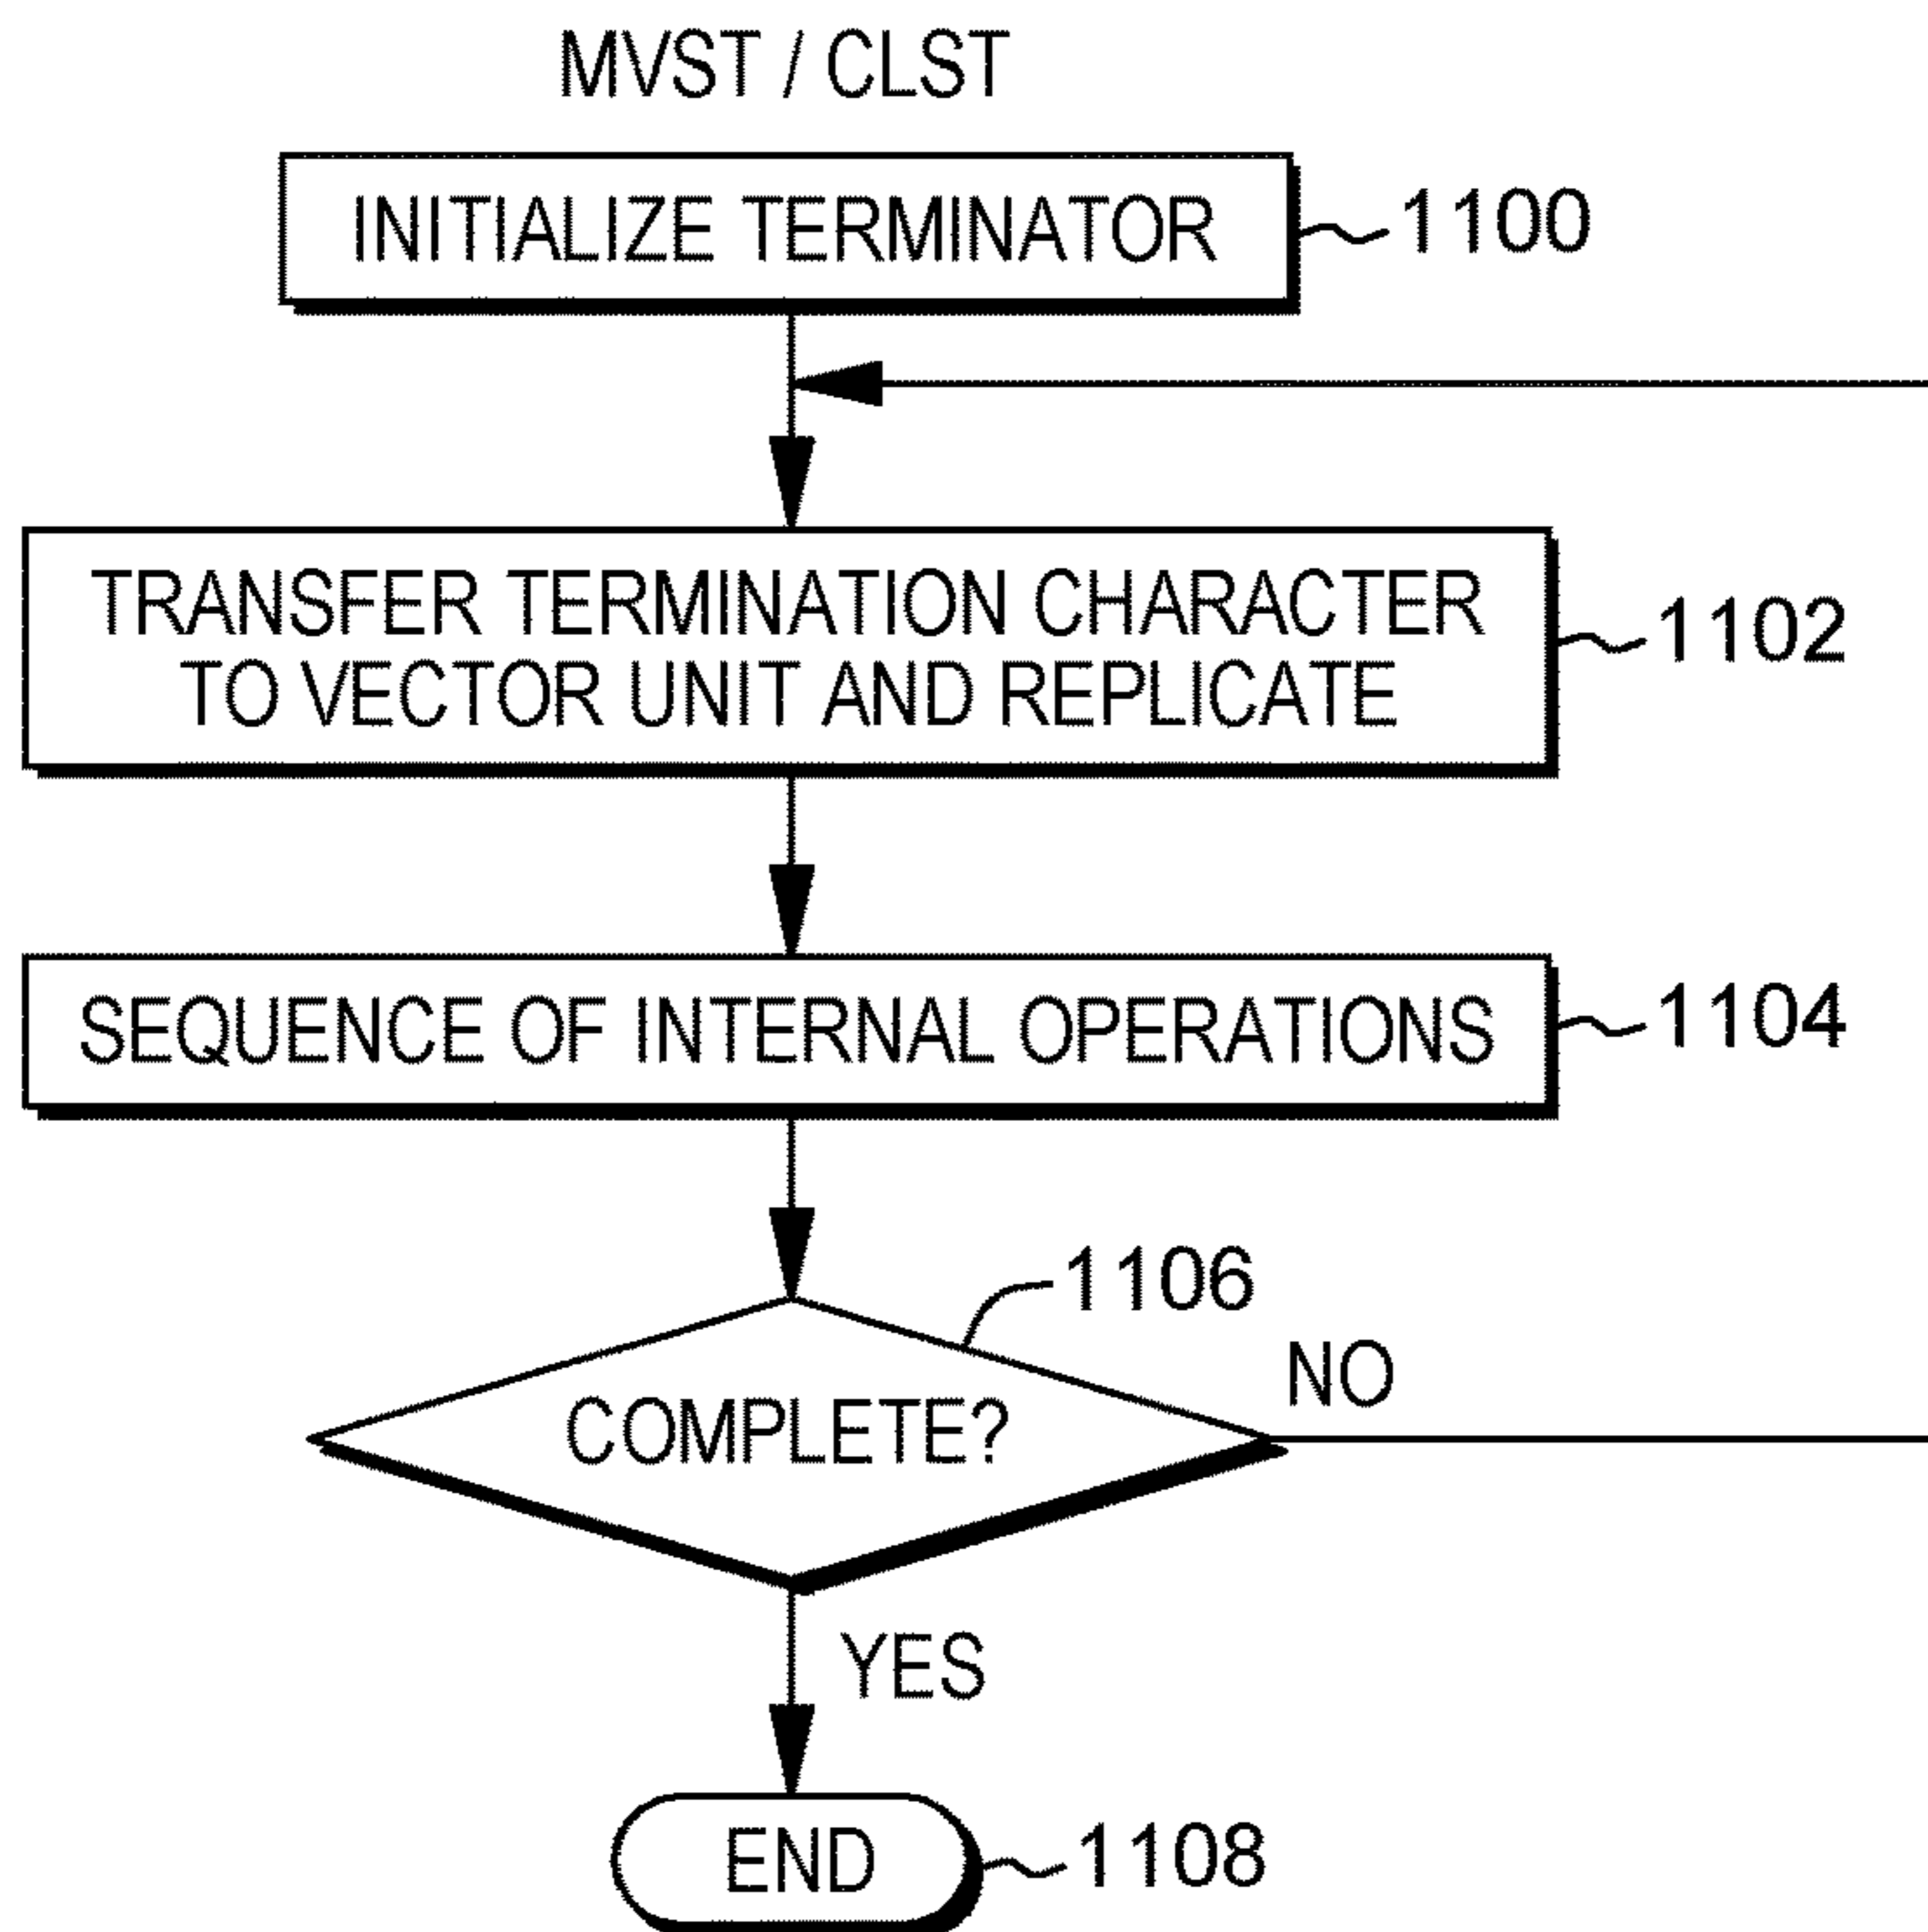 MVST / CLST
INITIALIZE TERMINATOR
1100
TRANSFER TERMINATION CHARACTER
TO VECTOR UNIT AND REPLICATE
1102
SEQUENCE OF INTERNAL OPERATIONS
1104
1106
COMPLETE?
NO
YES
END
1108